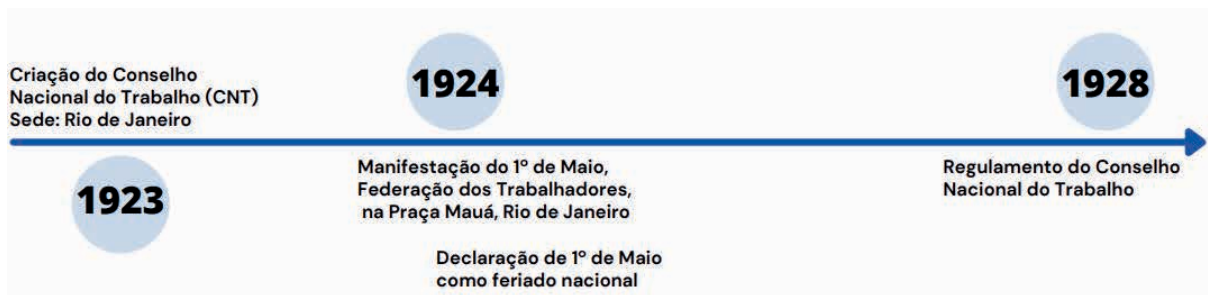 Criação do Conselho
Nacional do Trabalho (CNT)
Sede: Rio de Janeiro
1923
1924
Manifestação do 1º de Maio,
Federação dos Trabalhadores,
na Praça Mauá, Rio de Janeiro
Declaração de 1º de Maio
como feriado nacional
1928
Regulamento do Conselho
Nacional do Trabalho